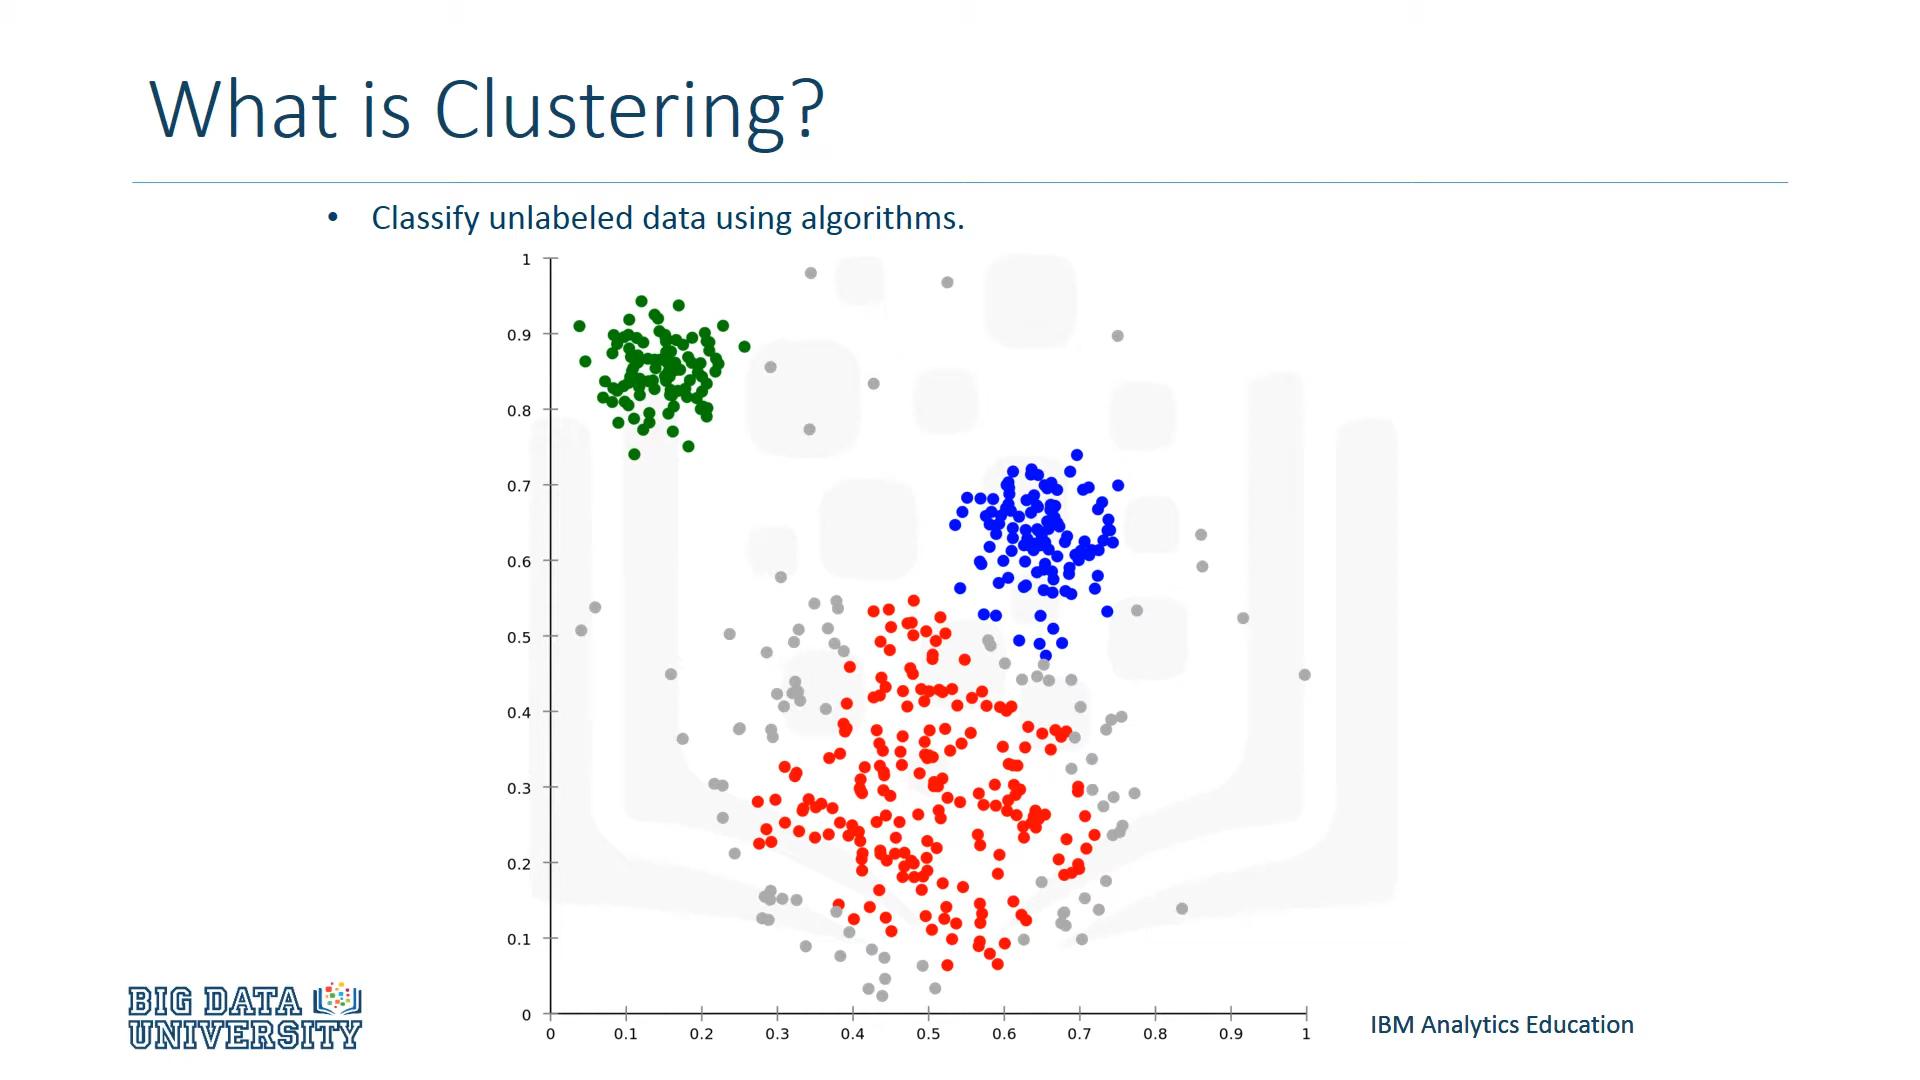 What is Clustering?
• Classify unlabeled data using algorithms.
1
0.9
0.8
0.7
0.6
0.5
0.4
0.3
0.2
0.1
0
0 0.1 0.2 0.3 0.4 0.5 0.6 0.7 0.8 0.9 1
BIG DATA
UNIVERSITY
IBM Analytics Education